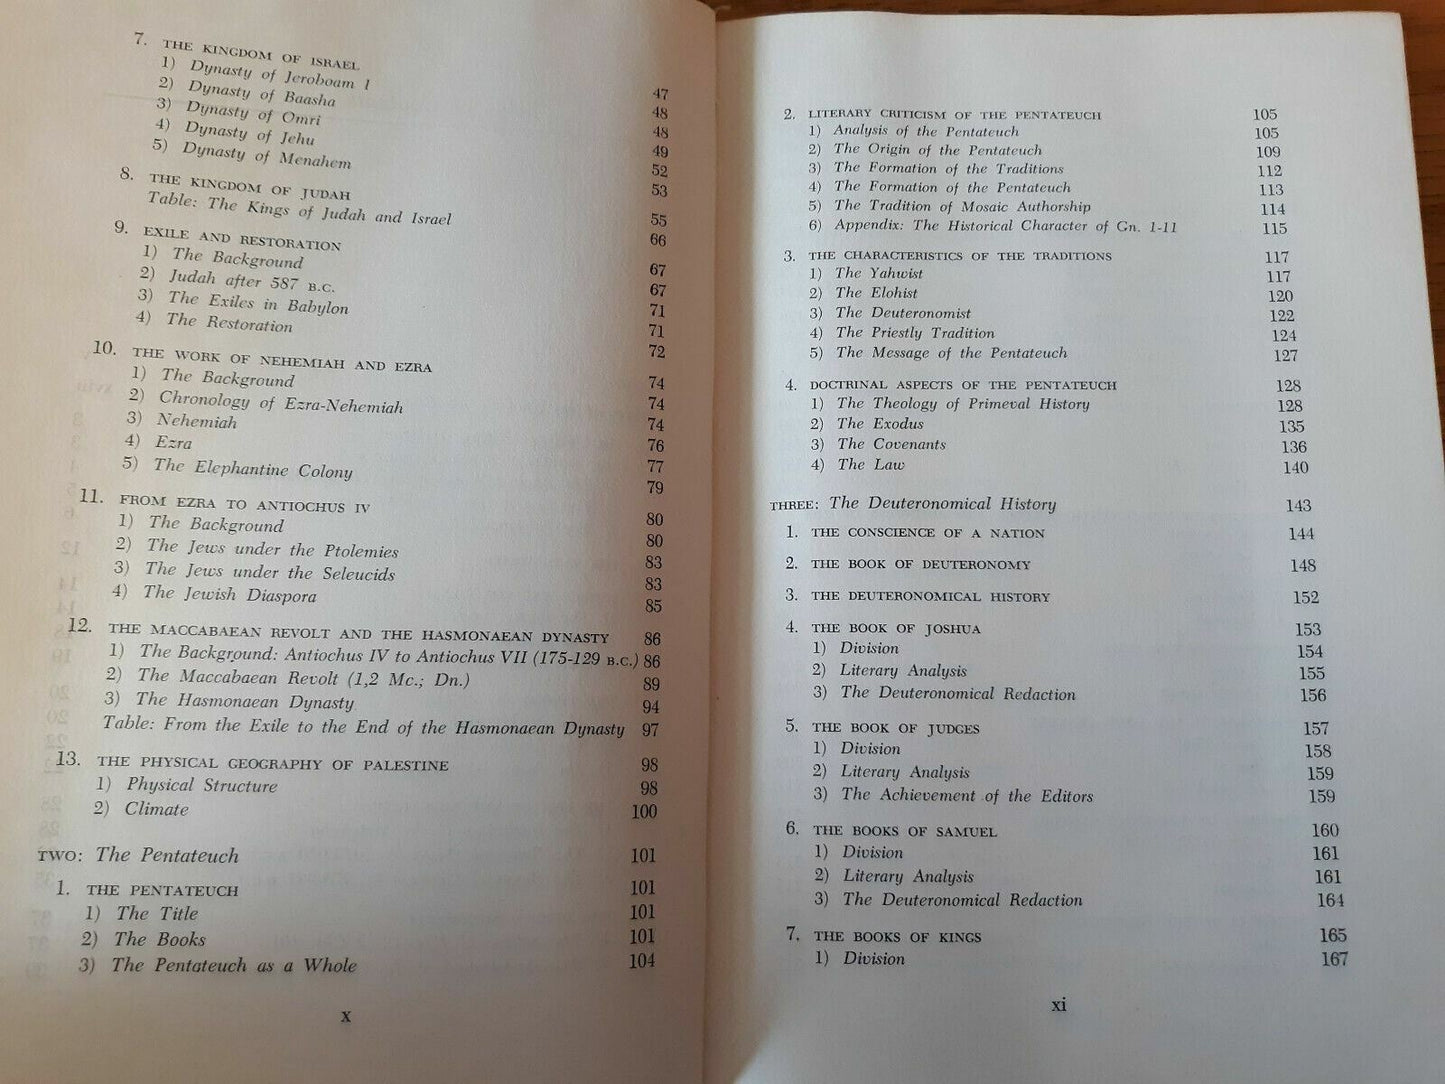 7. THE KINGDOM OF ISRAEL 47
1) Dynasty of Jeroboam I 48
2) Dynasty of Baasha 48
3) Dynasty of Omri 49
4) Dynasty of Jehu 52
5) Dynasty of Menahem 53
8. THE KINGDOM OF JUDAH 55
Table: The Kings of Judah and Israel 66
9. EXILE AND RESTORATION 67
1) The Background 67
2) Judah after 587 B.C. 71
3) The Exiles in Babylon 71
4) The Restoration 72
10. THE WORK OF NEHEMIAH AND EZRA 74
1) The Background 74
2) Chronology of Ezra-Nehemiah 74
3) Nehemiah 76
4) Ezra 77
5) The Elephantine Colony 79
11. FROM EZRA TO ANTIOCHUS IV 80
1) The Background 80
2) The Jews under the Ptolemies 83
3) The Jews under the Seleucids 83
4) The Jewish Diaspora 85
12. THE MACCABAEAN REVOLT AND THE HASMONAEAN DYNASTY 86
1) The Background: Antiochus IV to Antiochus VII (175-129 B.C.) 86
2) The Maccabaean Revolt (1,2 Mc.; Dn.) 89
3) The Hasmonaean Dynasty 94
Table: From the Exile to the End of the Hasmonaean Dynasty 97
13. THE PHYSICAL GEOGRAPHY OF PALESTINE 98
1) Physical Structure 98
2) Climate 100
TWO: The Pentateuch 101
1. THE PENTATEUCH 101
1) The Title 101
2) The Books 101
3) The Pentateuch as a Whole 104
x
2. LITERARY CRITICISM OF THE PENTATEUCH 105
1) Analysis of the Pentateuch 105
2) The Origin of the Pentateuch 109
3) The Formation of the Traditions 112
4) The Formation of the Pentateuch 113
5) The Tradition of Mosaic Authorship 114
6) Appendix: The Historical Character of Gn. 1-11 115
3. THE CHARACTERISTICS OF THE TRADITIONS 117
1) The Yahwist 117
2) The Elohist 120
3) The Deuteronomist 122
4) The Priestly Tradition 124
5) The Message of the Pentateuch 127
4. DOCTRINAL ASPECTS OF THE PENTATEUCH 128
1) The Theology of Primeval History 128
2) The Exodus 135
3) The Covenants 136
4) The Law 140
THREE: The Deuteronomical History 143
1. THE CONSCIENCE OF A NATION 144
2. THE BOOK OF DEUTERONOMY 148
3. THE DEUTERONOMICAL HISTORY 152
4. THE BOOK OF JOSHUA 153
1) Division 154
2) Literary Analysis 155
3) The Deuteronomical Redaction 156
5. THE BOOK OF JUDGES 157
1) Division 158
2) Literary Analysis 159
3) The Achievement of the Editors 159
6. THE BOOKS OF SAMUEL 160
1) Division 161
2) Literary Analysis 161
3) The Deuteronomical Redaction 164
7. THE BOOKS OF KINGS 165
1) Division 167
xi